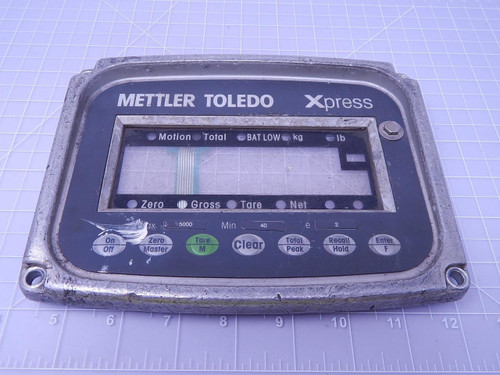 METTLER TOLEDO Xpress
Motion Total BAT LOW kg lb
Zero Gross Tare Net
5000 Min 40 e
On Off
Zero Master
Tare M
Clear
Total Peak
Recall Hold
Enter F
5 6 7 8 9 10 11 12